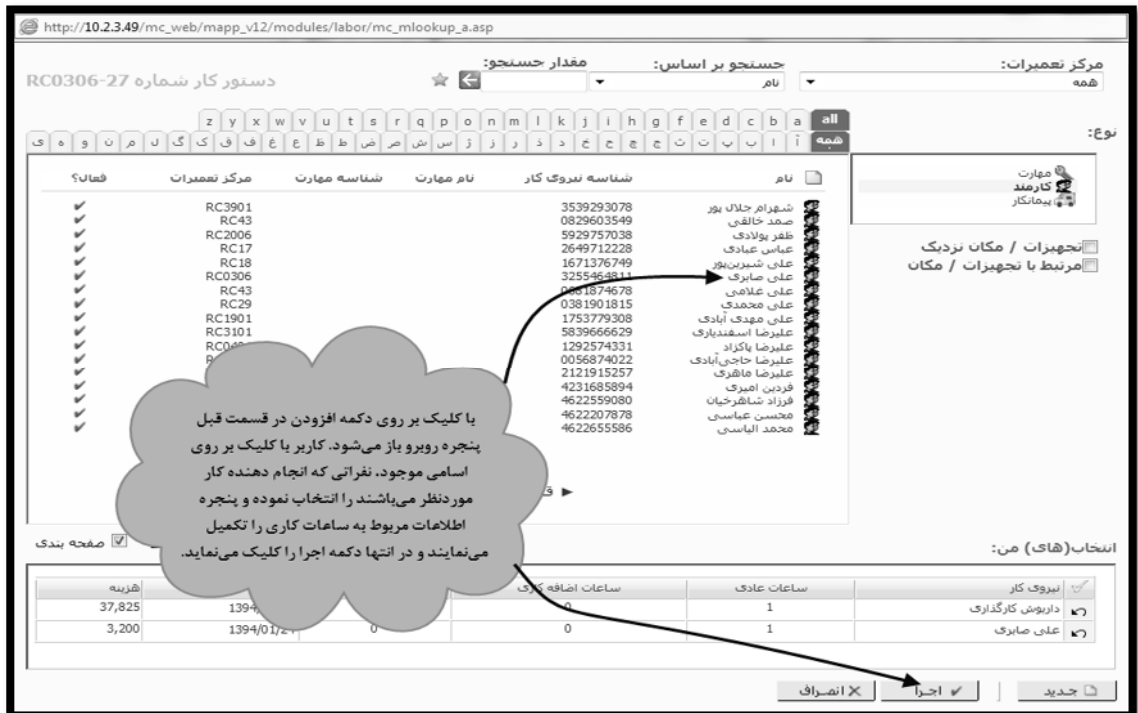 http://10.2.3.49/mc_web/mapp_v12/modules/labor/mc_mlookup_a.asp
مرکز تعمیرات: جستجو بر اساس: مقدار جستجو:
همه نام
دستور کار شماره RC0306-27
all a b c d e f g h i j k l m n o p q r s t u v w x y z
همه آ ا ب پ ت ث ج چ ح خ د ذ ر ز ژ س ش ص ض ط ظ ع غ ف ق ک گ ل م ن و ه ی
نوع:
مهارت
کارمند
پیمانکار
تجهیزات / مکان نزدیک
مرتبط با تجهیزات / مکان
نام شناسه نیروی کار نام مهارت شناسه مهارت مرکز تعمیرات فعال؟
شهرام جلال پور 3539293078 RC3901
صمد خالقی 0829603549 RC43
ظفر پولادی 5929757038 RC2006
عباس عبادی 2649712228 RC17
علی شیرین‌پور 1671376749 RC18
علی صابری 3255464811 RC0306
علی غلامی 0681874678 RC43
علی محمدی 0381901815 RC29
علی مهدی آبادی 1753779308 RC1901
علیرضا اسفندیاری 5839666629 RC3101
علیرضا پاکزاد 1292574331
علیرضا حاجی‌آبادی 0056874022
علیرضا ماهری 2121915257
فردین امیری 4231685894
فرزاد شاهرخیان 4622559080
محسن عباسی 4622207878
محمد الیاسی 4622655586
با کلیک بر روی دکمه افزودن در قسمت قبل
پنجره روبرو باز می‌شود. کاربر با کلیک بر روی
اسامی موجود، نفراتی که انجام دهنده کار
موردنظر می‌باشند را انتخاب نموده و پنجره
اطلاعات مربوط به ساعات کاری را تکمیل
می‌نمایند و در انتها دکمه اجرا را کلیک می‌نماید.
صفحه بندی
انتخاب(های) من:
نیروی کار ساعات عادی ساعات اضافه کاری هزینه
داریوش کارگذاری 1 0 37,825
علی صابری 1 0 0 1394/01/24 3,200
جدید اجرا انصراف